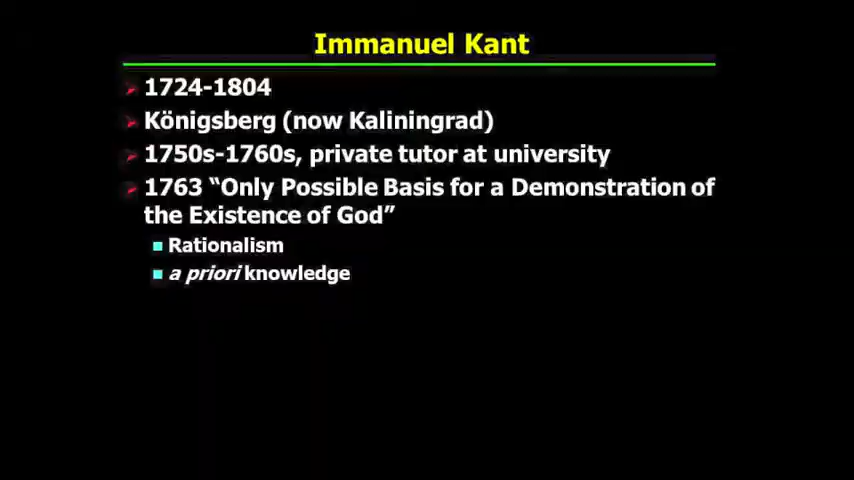 Immanuel Kant
1724-1804
Königsberg (now Kaliningrad)
1750s-1760s, private tutor at university
1763 “Only Possible Basis for a Demonstration of
the Existence of God”
Rationalism
a priori knowledge